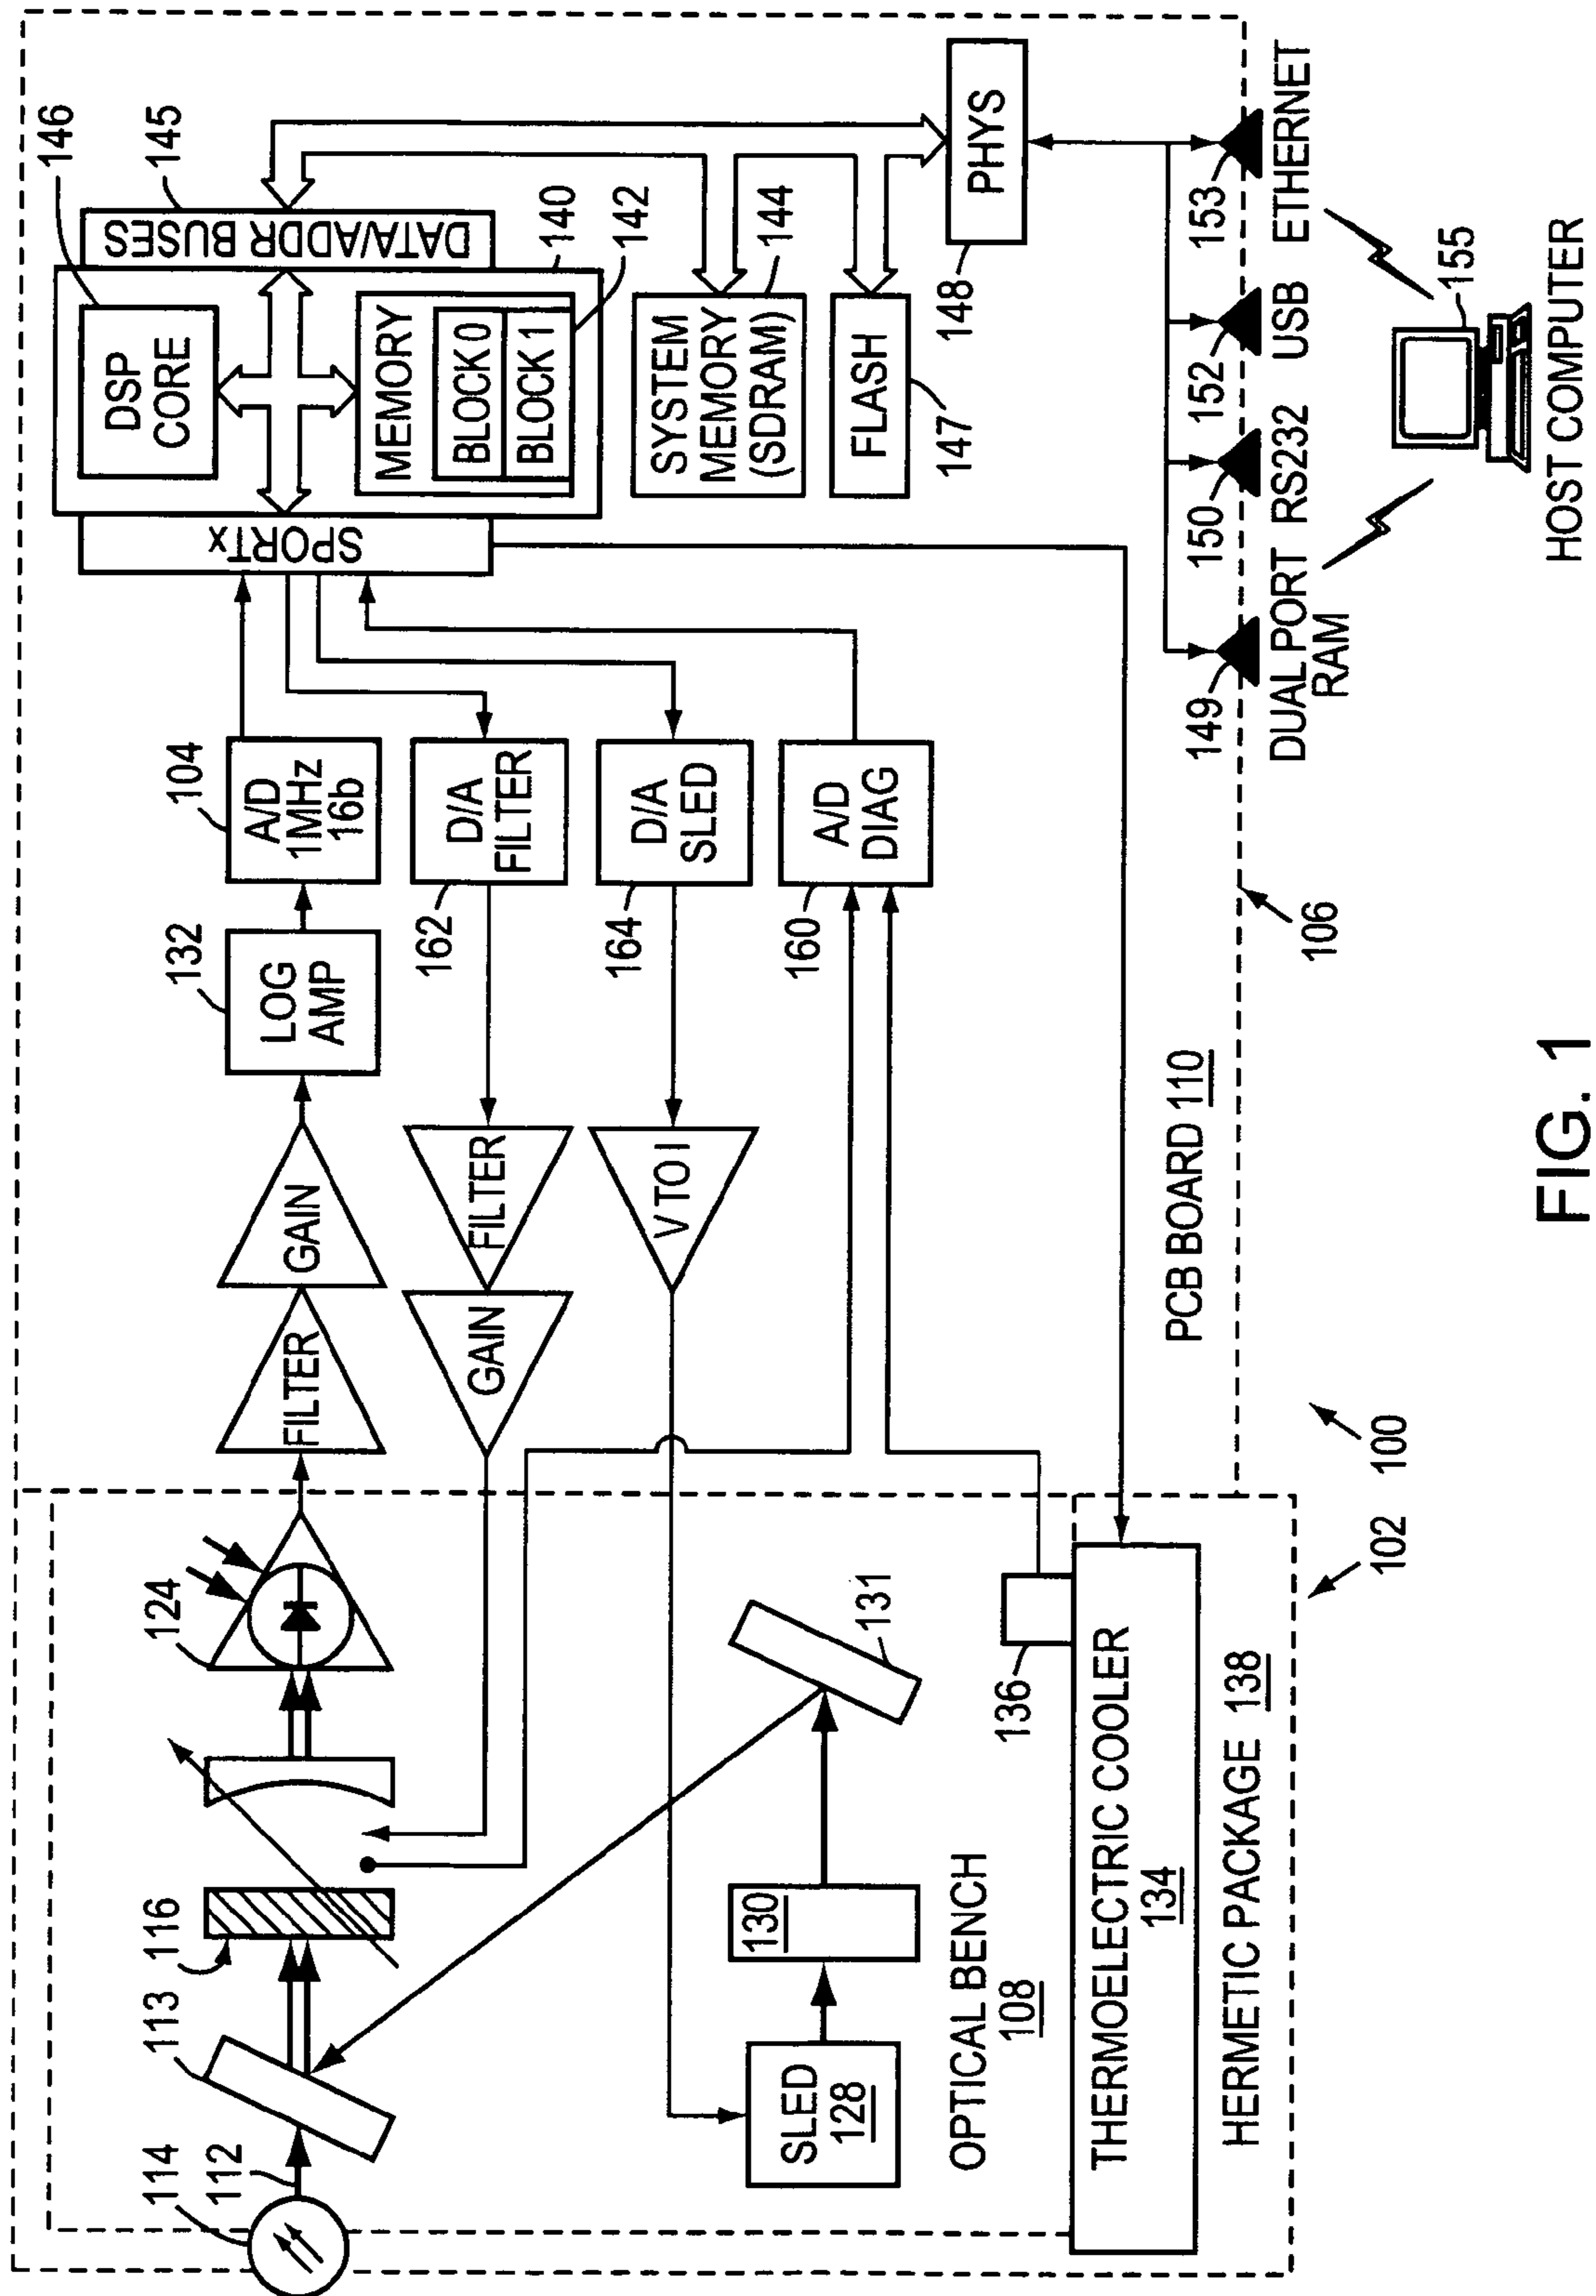 114
112
113
116
124
FILTER
GAIN
132
LOG
AMP
104
A/D
1MHz
16b
SPORTx
146
DSP
CORE
MEMORY
BLOCK 0
BLOCK 1
DATA/ADDR BUSES
145
140
142
GAIN
FILTER
162
D/A
FILTER
V TO I
164
D/A
SLED
160
A/D
DIAG
SYSTEM
MEMORY
(SDRAM)
144
FLASH
147
148
PHYS
SLED
128
130
131
OPTICAL BENCH
108
136
THERMOELECTRIC COOLER
134
HERMETIC PACKAGE 138
102
100
PCB BOARD 110
106
149
150
152
153
DUAL PORT
RAM
RS232
USB
ETHERNET
155
HOST COMPUTER
FIG. 1